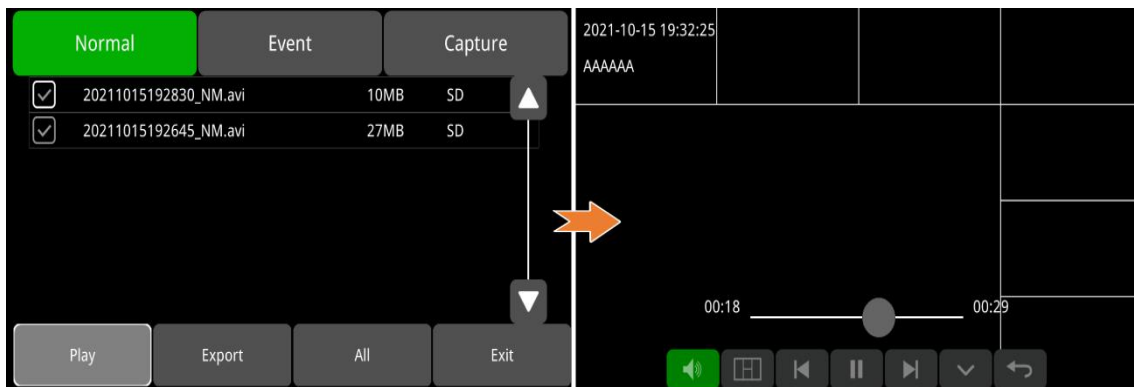 Normal Event Capture
20211015192830_NM.avi 10MB SD
20211015192645_NM.avi 27MB SD
Play Export All Exit
2021-10-15 19:32:25
AAAAAA
00:18 00:29